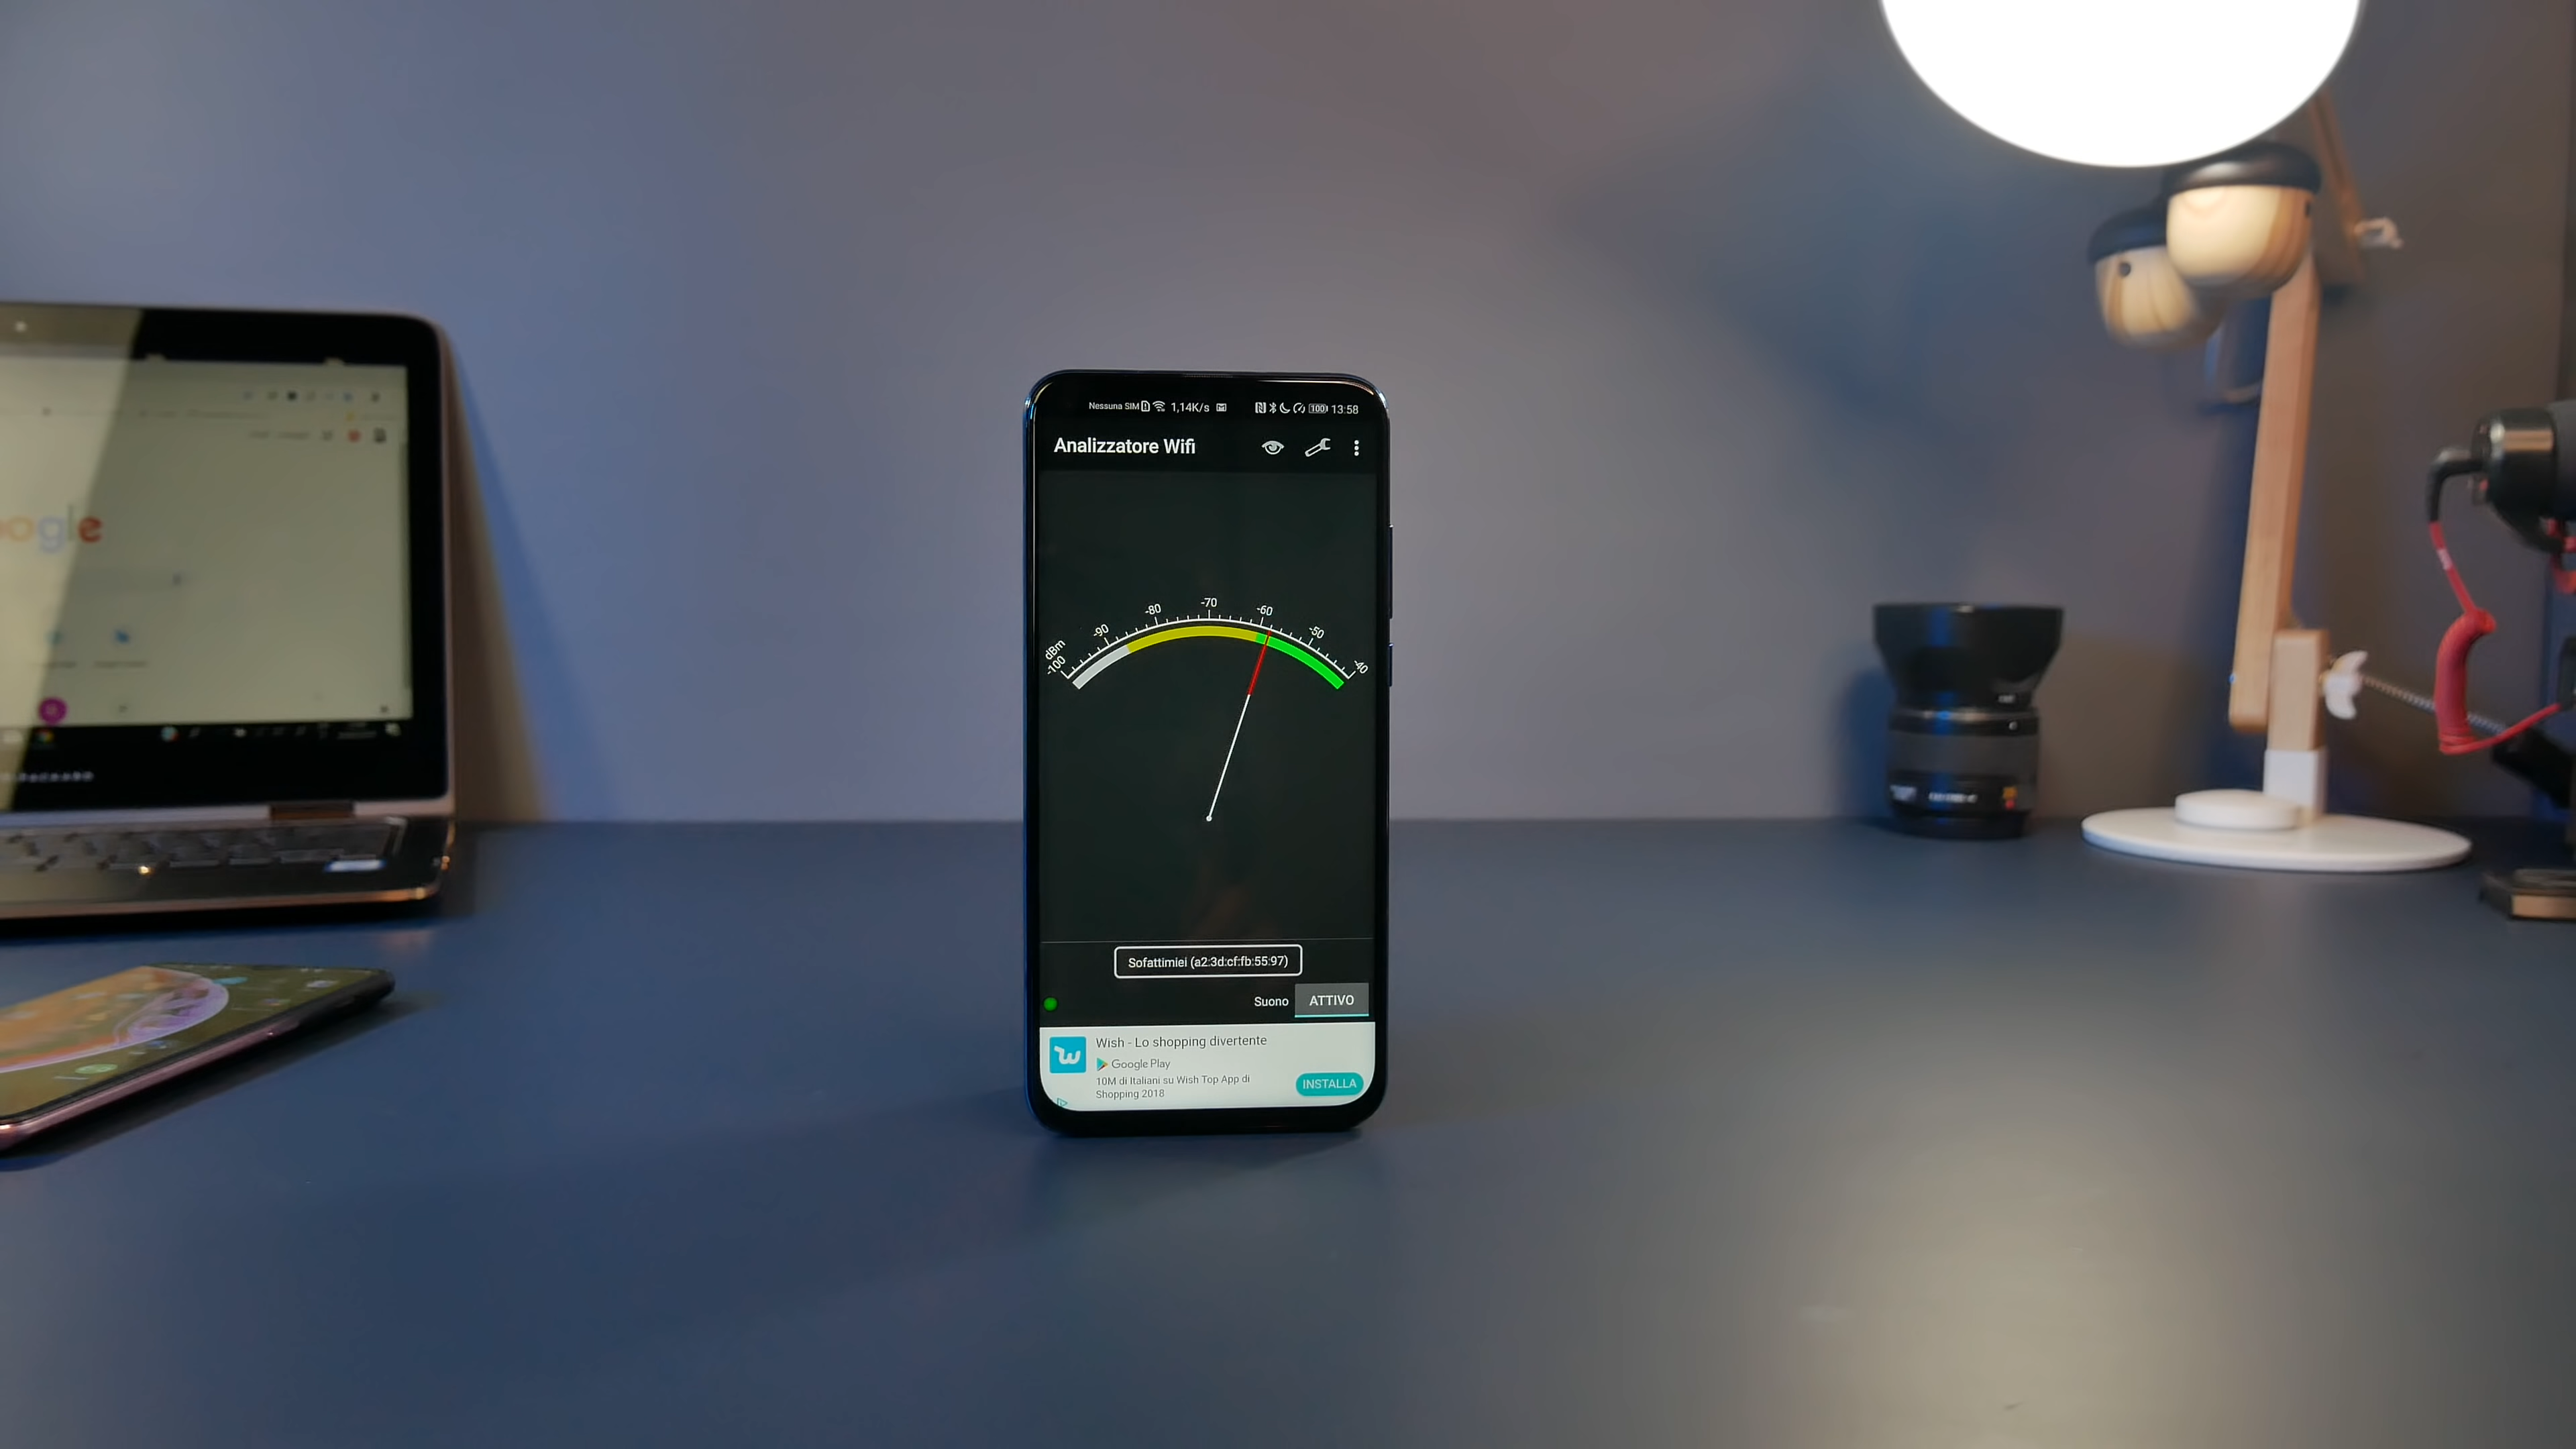 Nessuna SIM 1,14K/s 100 13:58
Analizzatore Wifi
dBm
-100 -90 -80 -70 -60 -50 -40
Sofattimiei (a2:3d:cf:fb:55:97)
Suono ATTIVO
Wish - Lo shopping divertente
Google Play
10M di Italiani su Wish Top App di
Shopping 2018
INSTALLA
ogle